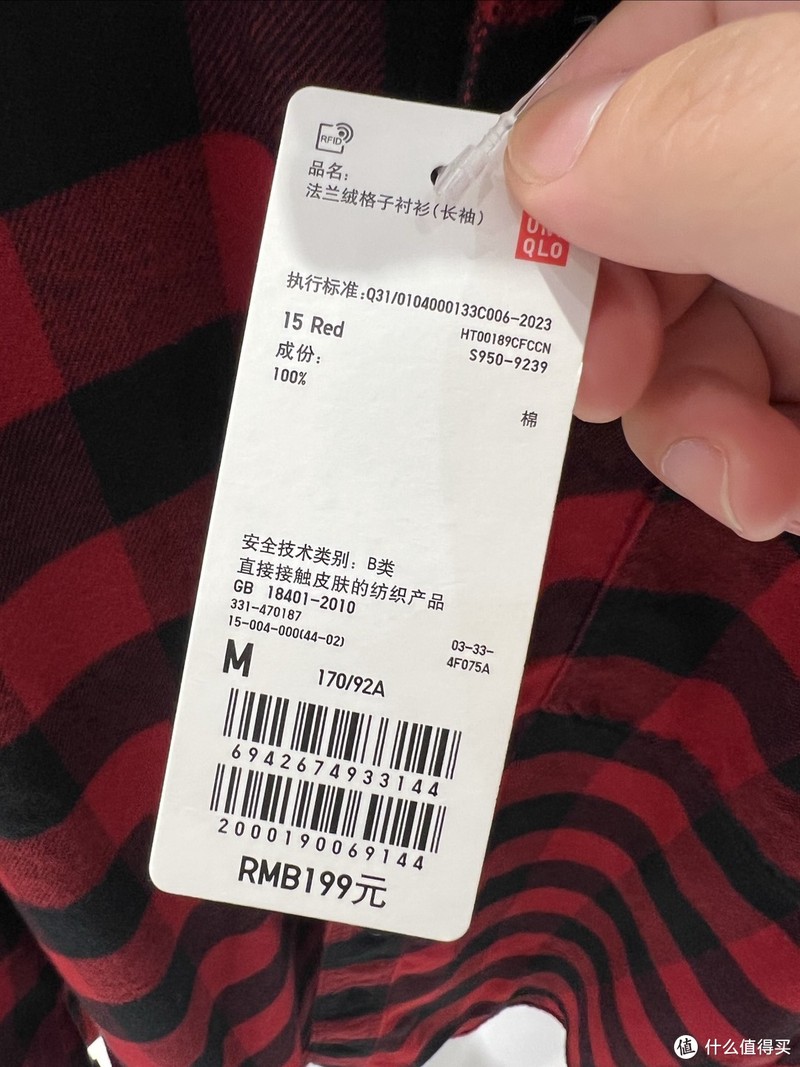 RFID
品名：
法兰绒格子衬衫(长袖)
UNI
QLO
执行标准：Q31/0104000133C006-2023
15 Red
HT00189CFCCN
成份：
S950-9239
100%
棉
安全技术类别：B类
直接接触皮肤的纺织产品
GB 18401-2010
331-470187
15-004-000(44-02)
03-33-
4F075A
M
170/92A
6942674933144
2000190069144
RMB199元
值 什么值得买